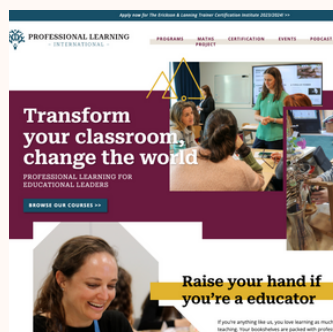 Apply now for The Erickson & Lanning Trainer Certification Institute 2023/2024! >>
PROFESSIONAL LEARNING
- INTERNATIONAL -
PROGRAMS
MATHS PROJECT
CERTIFICATION
EVENTS
PODCAST
Transform
your classroom,
change the world
PROFESSIONAL LEARNING FOR
EDUCATIONAL LEADERS
BROWSE OUR COURSES >>
Raise your hand if
you're a educator
If you're anything like us, you love learning as much
teaching. Your bookshelves are packed with profess